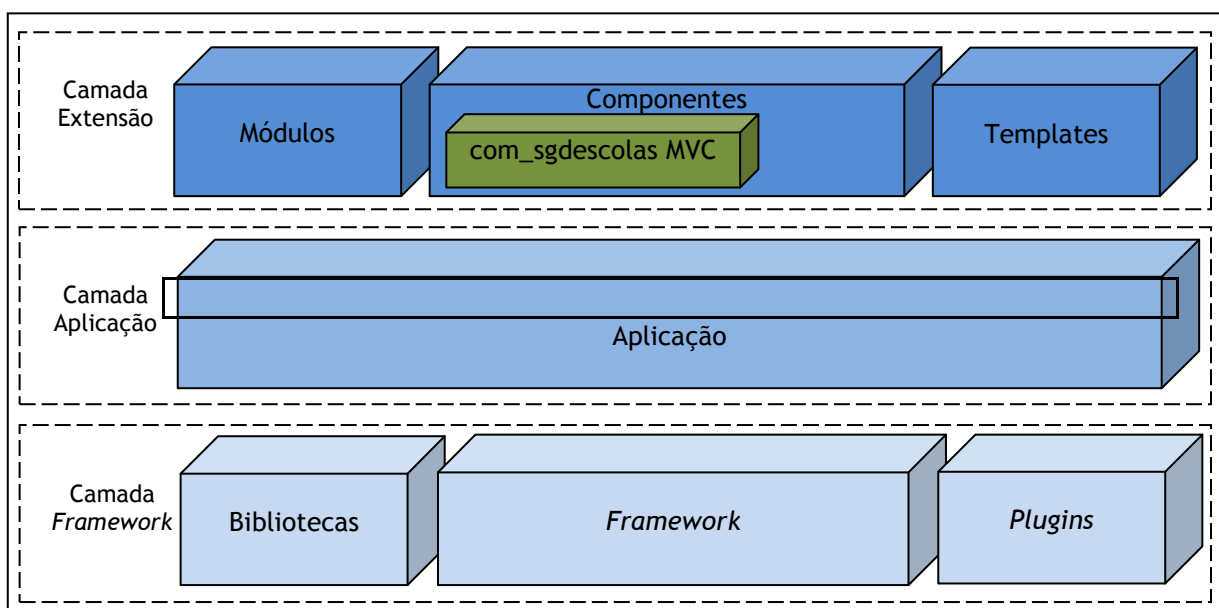 Camada
Extensão
Módulos
Componentes
com_sgdescolas MVC
Templates
Camada
Aplicação
Aplicação
Camada
Framework
Bibliotecas
Framework
Plugins